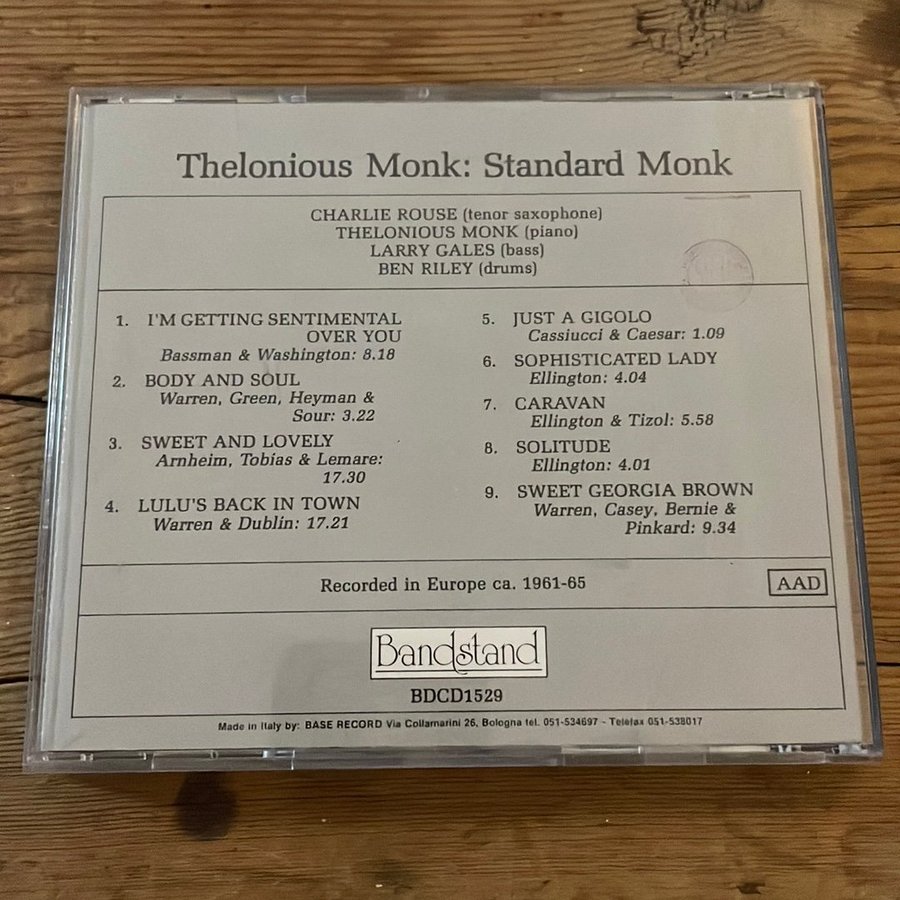 Thelonious Monk: Standard Monk
CHARLIE ROUSE (tenor saxophone)
THELONIOUS MONK (piano)
LARRY GALES (bass)
BEN RILEY (drums)
1. I'M GETTING SENTIMENTAL
OVER YOU
Bassman & Washington: 8.18
2. BODY AND SOUL
Warren, Green, Heyman &
Sour: 3.22
3. SWEET AND LOVELY
Arnheim, Tobias & Lemare:
17.30
4. LULU'S BACK IN TOWN
Warren & Dublin: 17.21
5. JUST A GIGOLO
Cassiucci & Caesar: 1.09
6. SOPHISTICATED LADY
Ellington: 4.04
7. CARAVAN
Ellington & Tizol: 5.58
8. SOLITUDE
Ellington: 4.01
9. SWEET GEORGIA BROWN
Warren, Casey, Bernie &
Pinkard: 9.34
Recorded in Europe ca. 1961-65
AAD
Bandstand
BDCD1529
Made in Italy by: BASE RECORD Via Collamarini 26, Bologna tel. 051-534697 - Telefax 051-538017